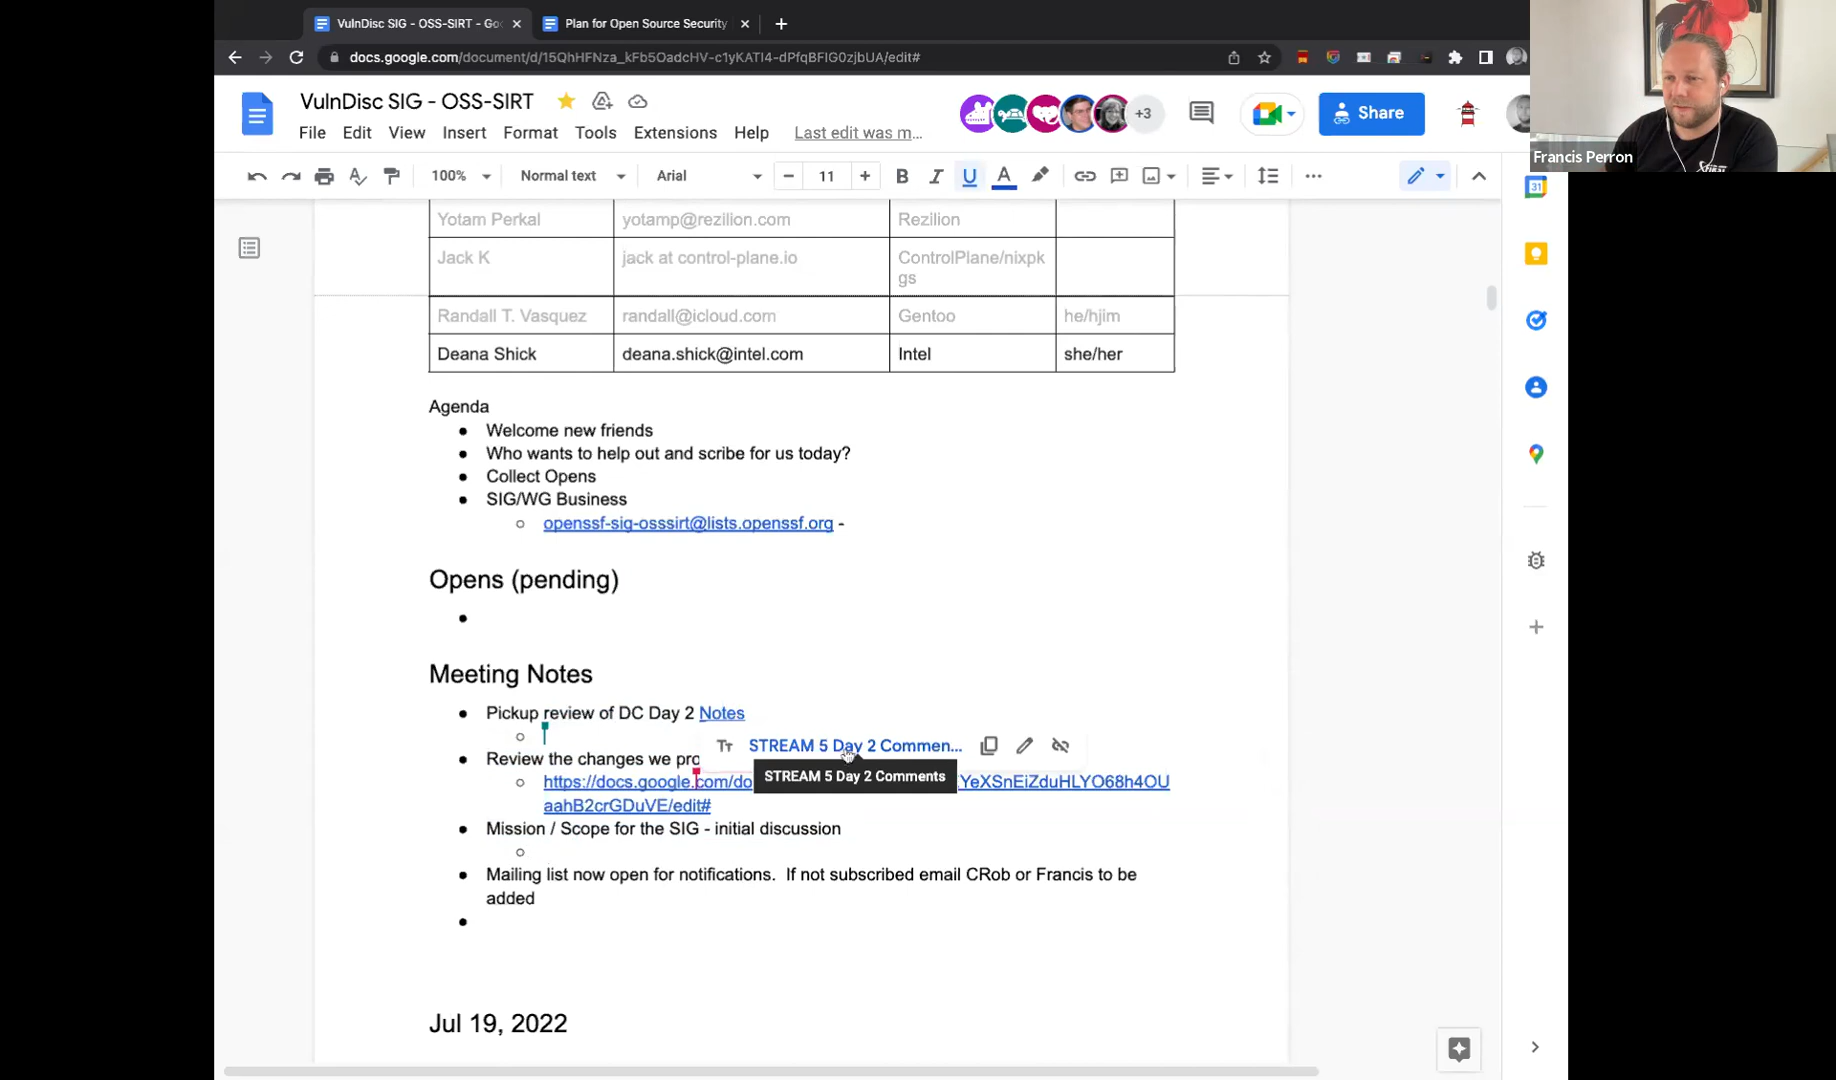 VulnDisc SIG - OSS-SIRT - Goo
Plan for Open Source Security
docs.google.com/document/d/15QhHFNza_kFb5OadcHV-c1yKATI4-dPfqBFIG0zjbUA/edit#
VulnDisc SIG - OSS-SIRT
+3
Share
File Edit View Insert Format Tools Extensions Help Last edit was m...
Francis Perron
100% Normal text Arial 11 B I U A
31
Yotam Perkal yotamp@rezilion.com Rezilion
Jack K jack at control-plane.io ControlPlane/nixpk
gs
Randall T. Vasquez randall@icloud.com Gentoo he/hjim
Deana Shick deana.shick@intel.com Intel she/her
Agenda
Welcome new friends
Who wants to help out and scribe for us today?
Collect Opens
SIG/WG Business
openssf-sig-osssirt@lists.openssf.org -
Opens (pending)
Meeting Notes
Pickup review of DC Day 2 Notes
Tт STREAM 5 Day 2 Commen...
Review the changes we pro
STREAM 5 Day 2 Comments
https://docs.google.com/do YeXSnEiZduHLYO68h4OU
aahB2crGDuVE/edit#
Mission / Scope for the SIG - initial discussion
Mailing list now open for notifications. If not subscribed email CRob or Francis to be
added
Jul 19, 2022